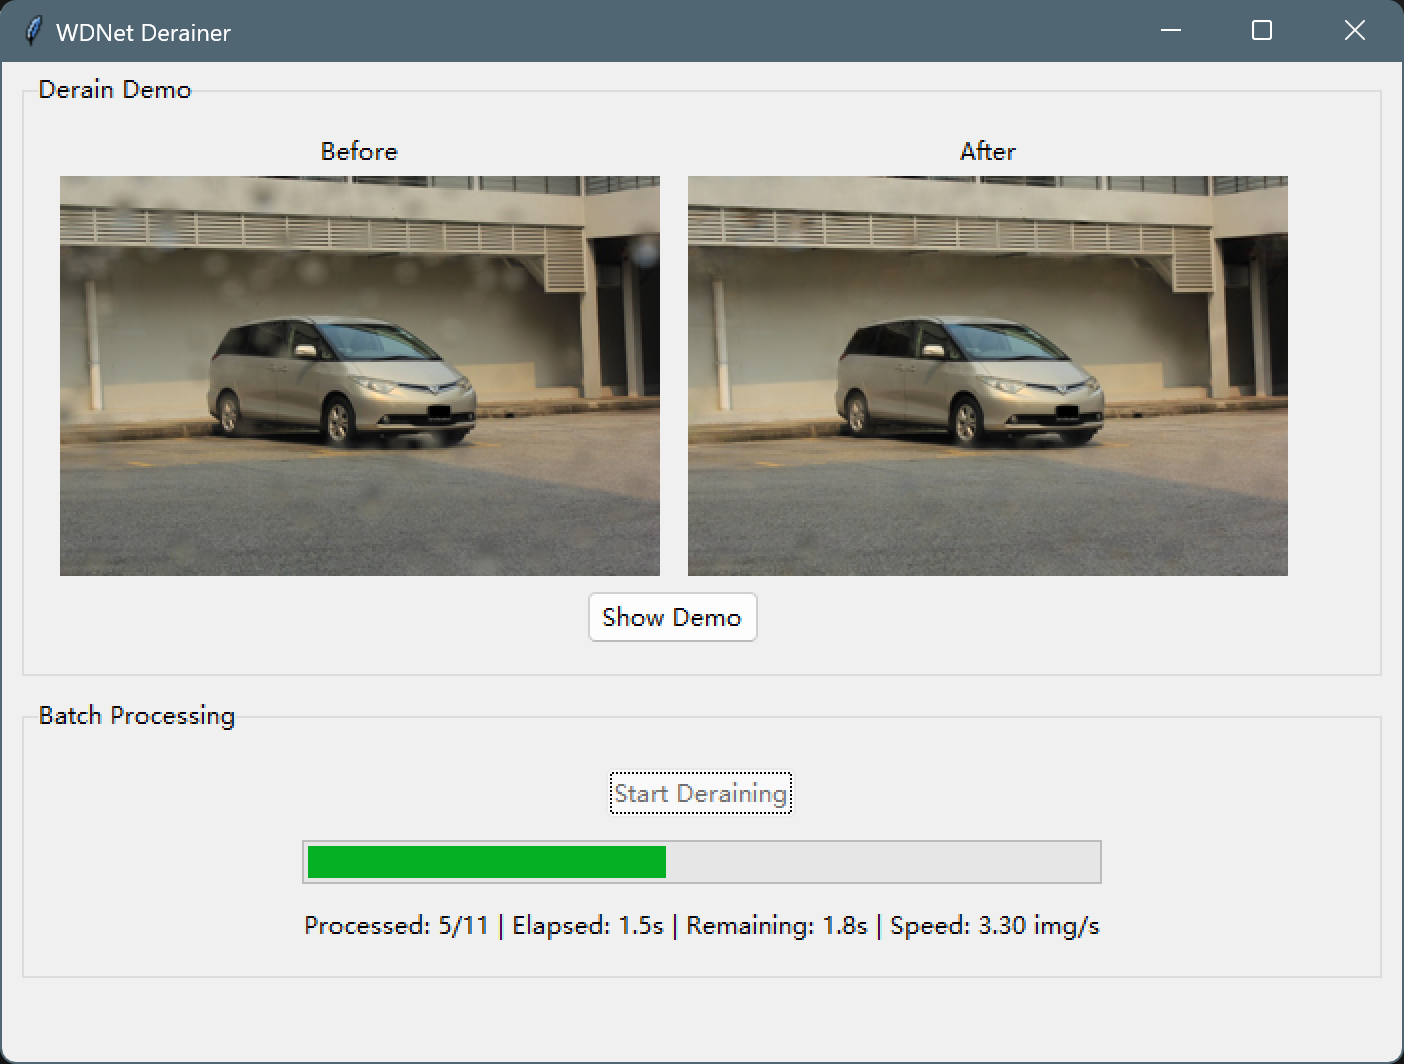 WDNet Derainer
Derain Demo
Before
After
Show Demo
Batch Processing
Start Deraining
Processed: 5/11 | Elapsed: 1.5s | Remaining: 1.8s | Speed: 3.30 img/s